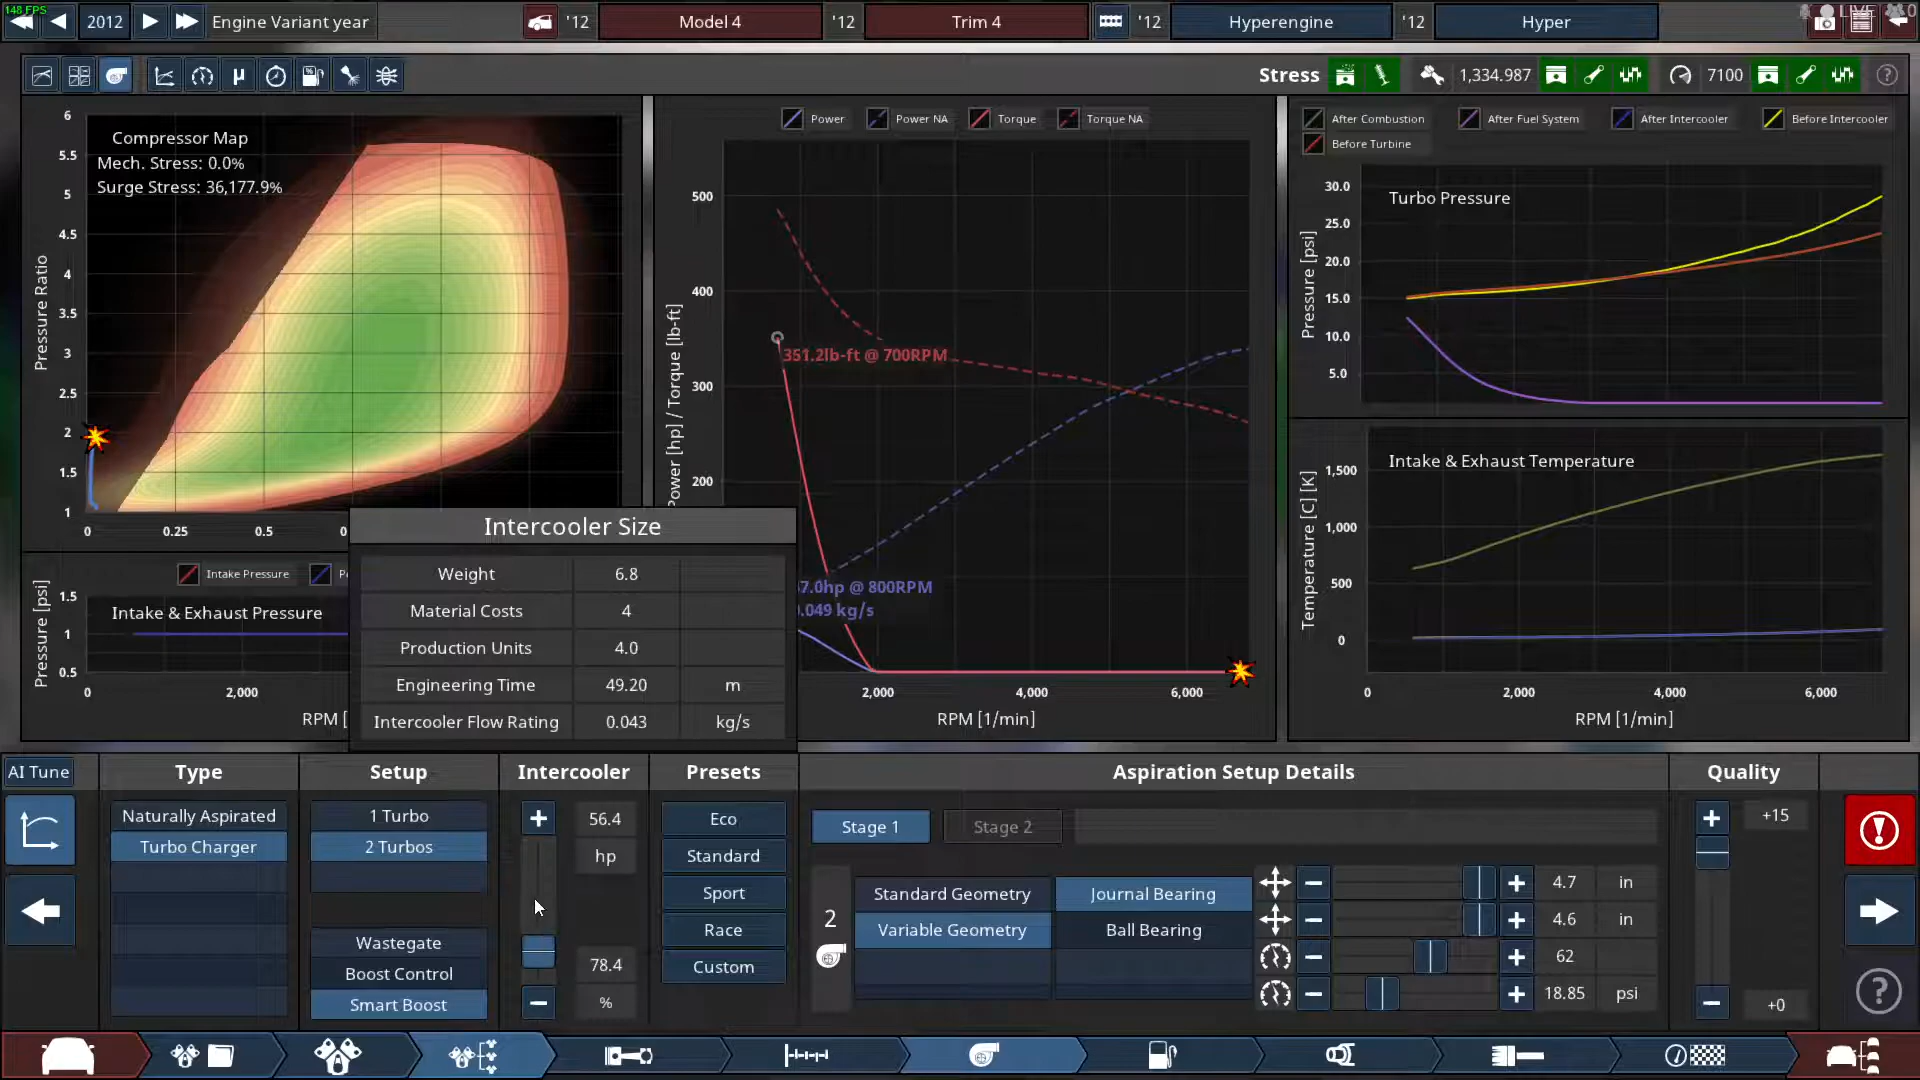 148 FPS
2012
Engine Variant year
'12
Model 4
'12
Trim 4
'12
Hyperengine
'12
Hyper
LIVE
0
Stress
1,334.987
7100
Compressor Map
Mech. Stress: 0.0%
Surge Stress: 36,177.9%
Pressure Ratio
6
5.5
5
4.5
4
3.5
3
2.5
2
1.5
1
0
0.25
0.5
Intake Pressure
Intake & Exhaust Pressure
Pressure [psi]
1.5
1
0.5
0
2,000
RPM [
Power
Power NA
Torque
Torque NA
Power [hp] / Torque [lb-ft]
500
400
300
200
351.2lb-ft @ 700RPM
7.0hp @ 800RPM
.049 kg/s
2,000
4,000
6,000
RPM [1/min]
After Combustion
After Fuel System
After Intercooler
Before Intercooler
Before Turbine
Turbo Pressure
Pressure [psi]
30.0
25.0
20.0
15.0
10.0
5.0
Intake & Exhaust Temperature
Temperature [C] [K]
1,500
1,000
500
0
0
2,000
4,000
6,000
RPM [1/min]
Intercooler Size
Weight 6.8
Material Costs 4
Production Units 4.0
Engineering Time 49.20 m
Intercooler Flow Rating 0.043 kg/s
AI Tune
Type
Naturally Aspirated
Turbo Charger
Setup
1 Turbo
2 Turbos
Wastegate
Boost Control
Smart Boost
Intercooler
56.4
hp
78.4
%
Presets
Eco
Standard
Sport
Race
Custom
Aspiration Setup Details
Stage 1
Stage 2
2
Standard Geometry
Variable Geometry
Journal Bearing
Ball Bearing
4.7 in
4.6 in
62
18.85 psi
Quality
+15
+0